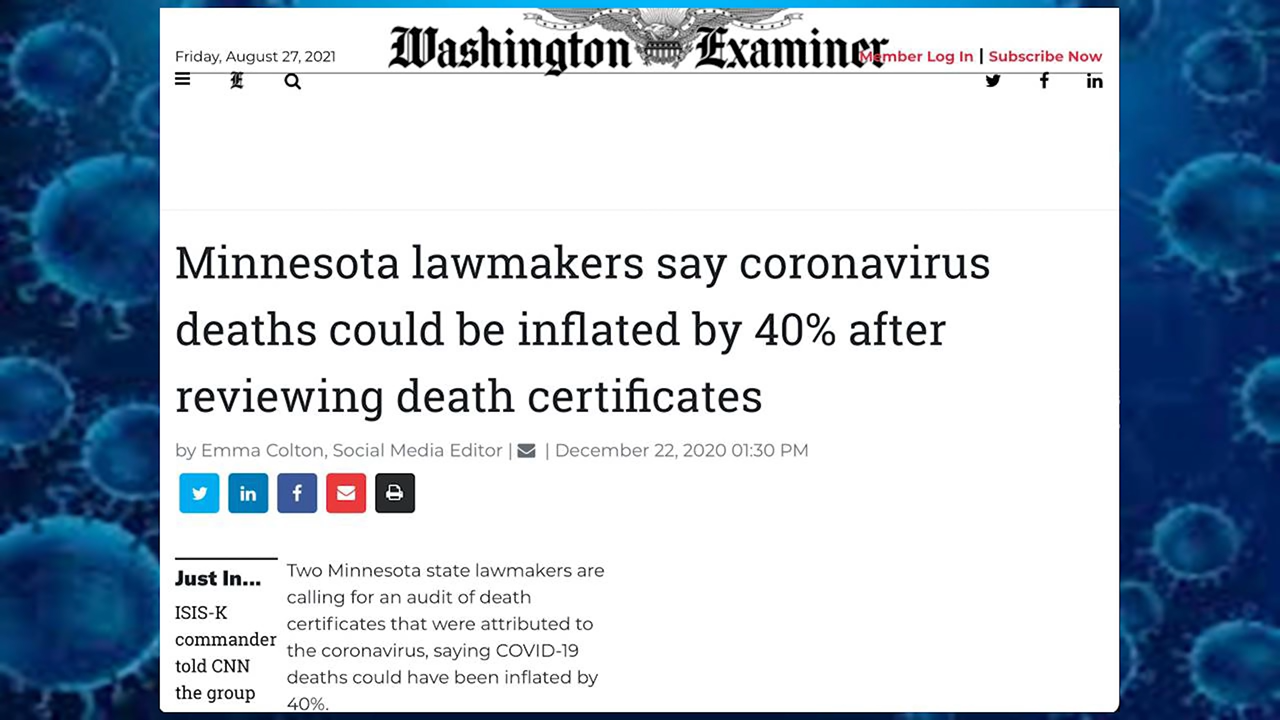 Washington Examiner
Friday, August 27, 2021
Member Log In | Subscribe Now
Minnesota lawmakers say coronavirus
deaths could be inflated by 40% after
reviewing death certificates
by Emma Colton, Social Media Editor | | December 22, 2020 01:30 PM
Just In...
ISIS-K
commander
told CNN
the group
Two Minnesota state lawmakers are
calling for an audit of death
certificates that were attributed to
the coronavirus, saying COVID-19
deaths could have been inflated by
40%.